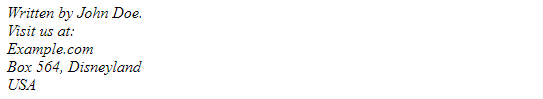 Written by John Doe.
Visit us at:
Example.com
Box 564, Disneyland
USA